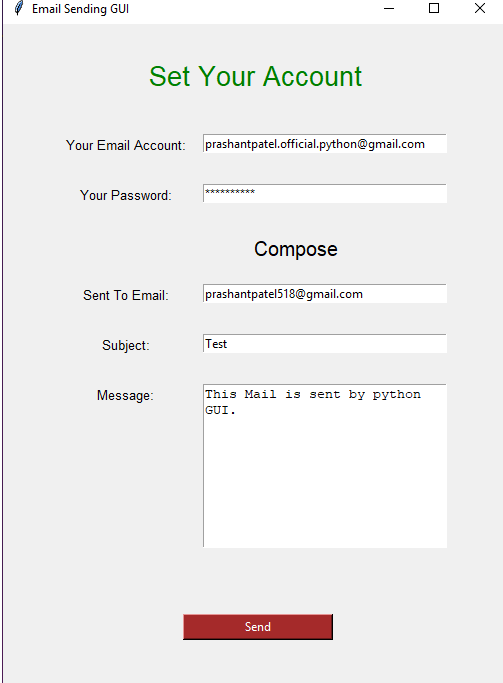 Email Sending GUI
Set Your Account
Your Email Account: prashantpatel.official.python@gmail.com
Your Password: **********
Compose
Sent To Email: prashantpatel518@gmail.com
Subject: Test
Message: This Mail is sent by python
GUI.
Send